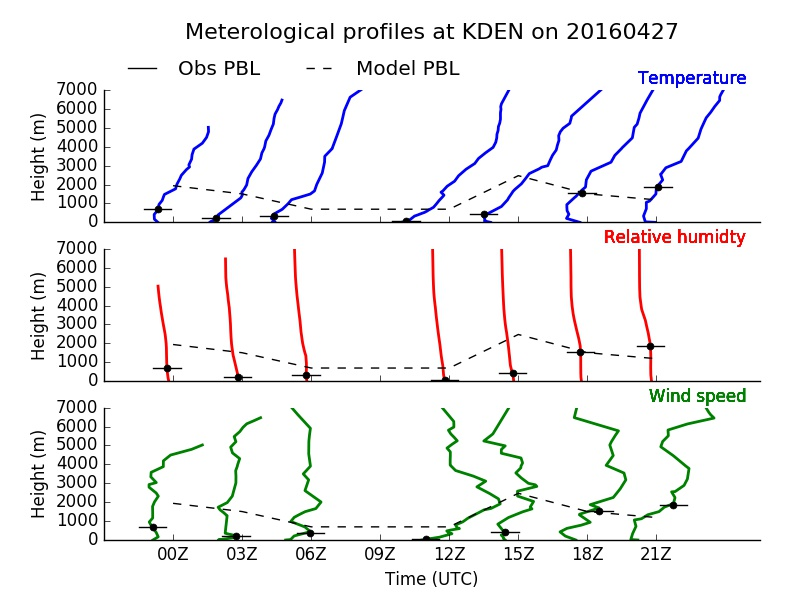 Meterological profiles at KDEN on 20160427
Obs PBL Model PBL
Temperature
7000
6000
5000
4000
3000
2000
1000
0
Height (m)
Relative humidty
7000
6000
5000
4000
3000
2000
1000
0
Height (m)
Wind speed
7000
6000
5000
4000
3000
2000
1000
0
Height (m)
00Z 03Z 06Z 09Z 12Z 15Z 18Z 21Z
Time (UTC)